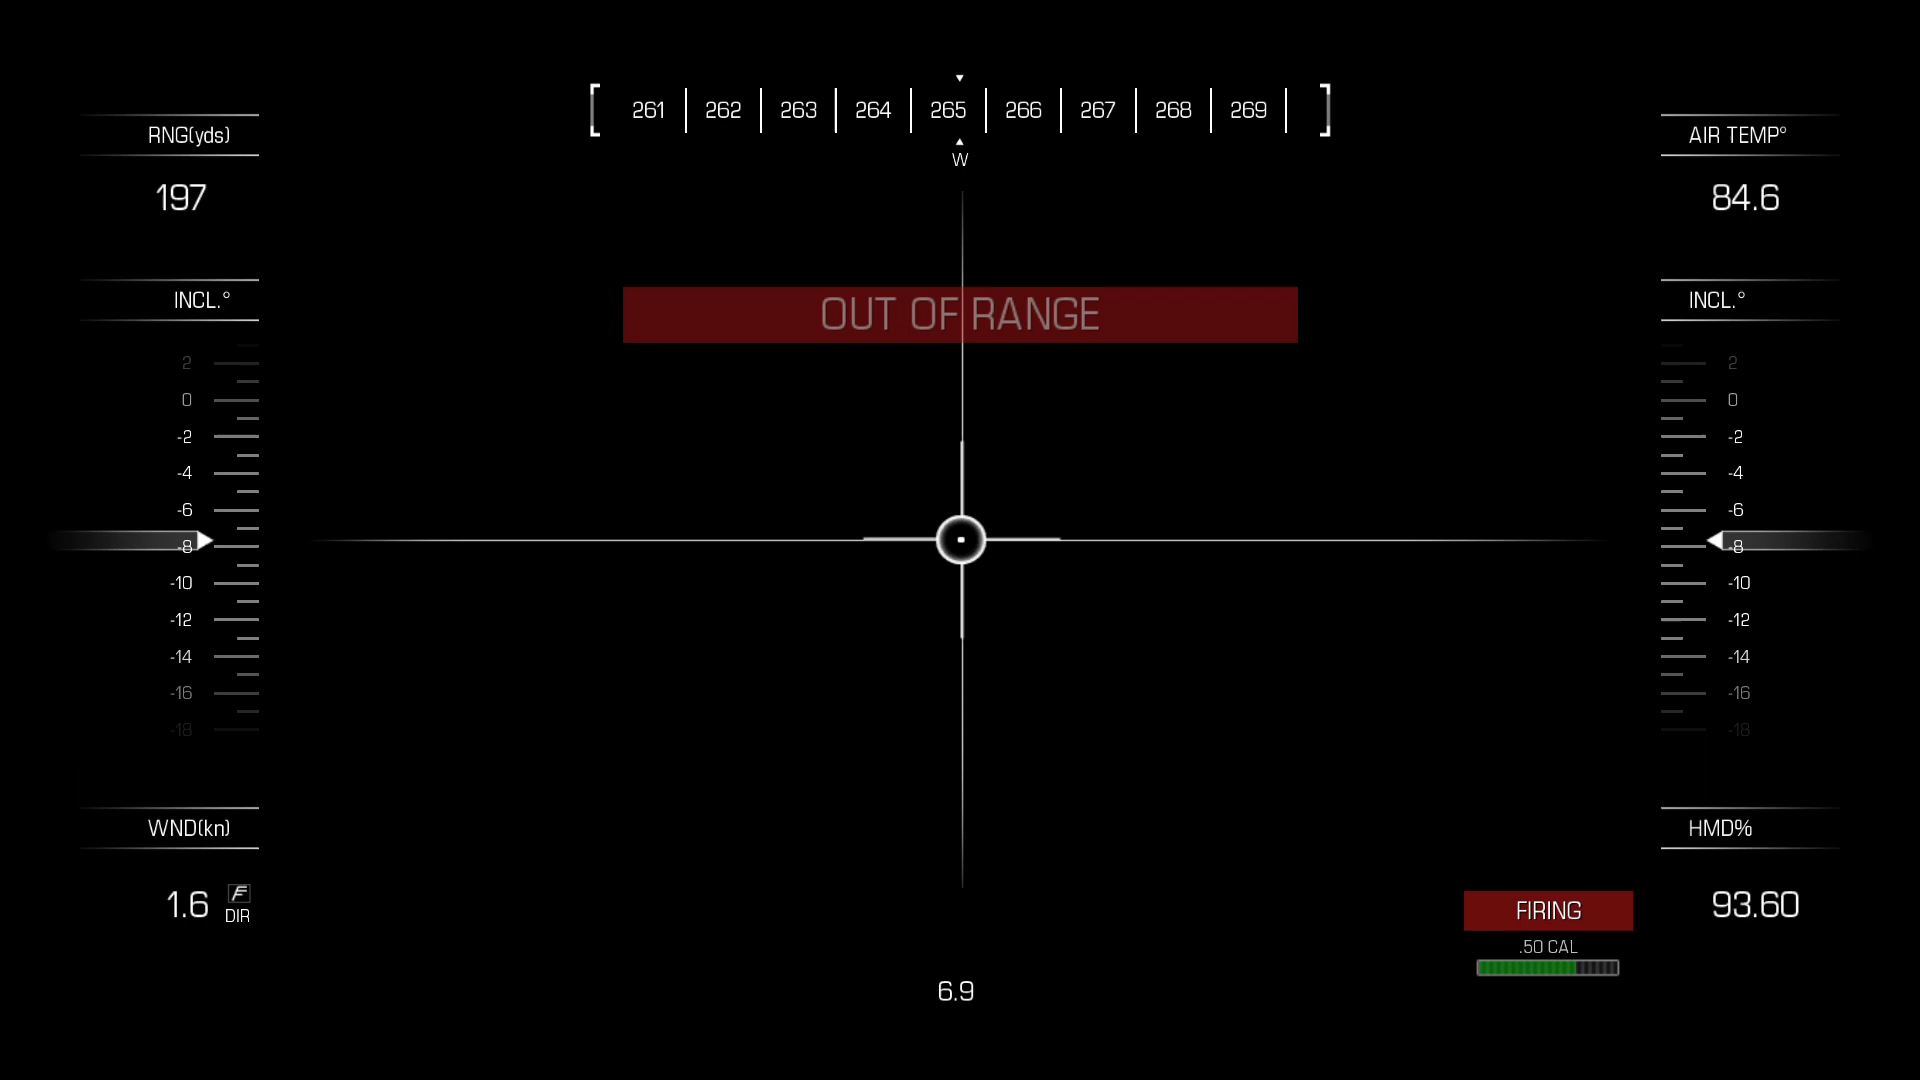 261 262 263 264 265 266 267 268 269
W
RNG(yds)
197
AIR TEMP°
84.6
OUT OF RANGE
INCL.°
2
0
-2
-4
-6
-8
-10
-12
-14
-16
-18
INCL.°
2
0
-2
-4
-6
-8
-10
-12
-14
-16
-18
WND(kn)
1.6
F
DIR
HMD%
93.60
FIRING
.50 CAL
6.9